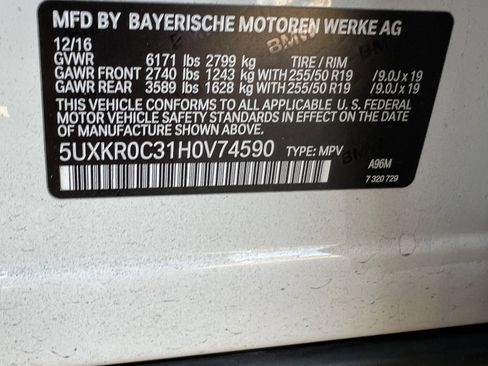 MFD BY BAYERISCHE MOTOREN WERKE AG
12/16
GVWR 6171 lbs 2799 kg TIRE / RIM
GAWR FRONT 2740 lbs 1243 kg WITH 255/50 R19 /9.0J x 19
GAWR REAR 3589 lbs 1628 kg WITH 255/50 R19 /9.0J x 19
THIS VEHICLE CONFORMS TO ALL APPLICABLE U. S. FEDERAL
MOTOR VEHICLE SAFETY STANDARDS IN EFFECT ON THE
DATE OF MANUFACTURE SHOWN ABOVE.
5UXKR0C31H0V74590 TYPE: MPV
A96M
7 320 729
BMW
BMW